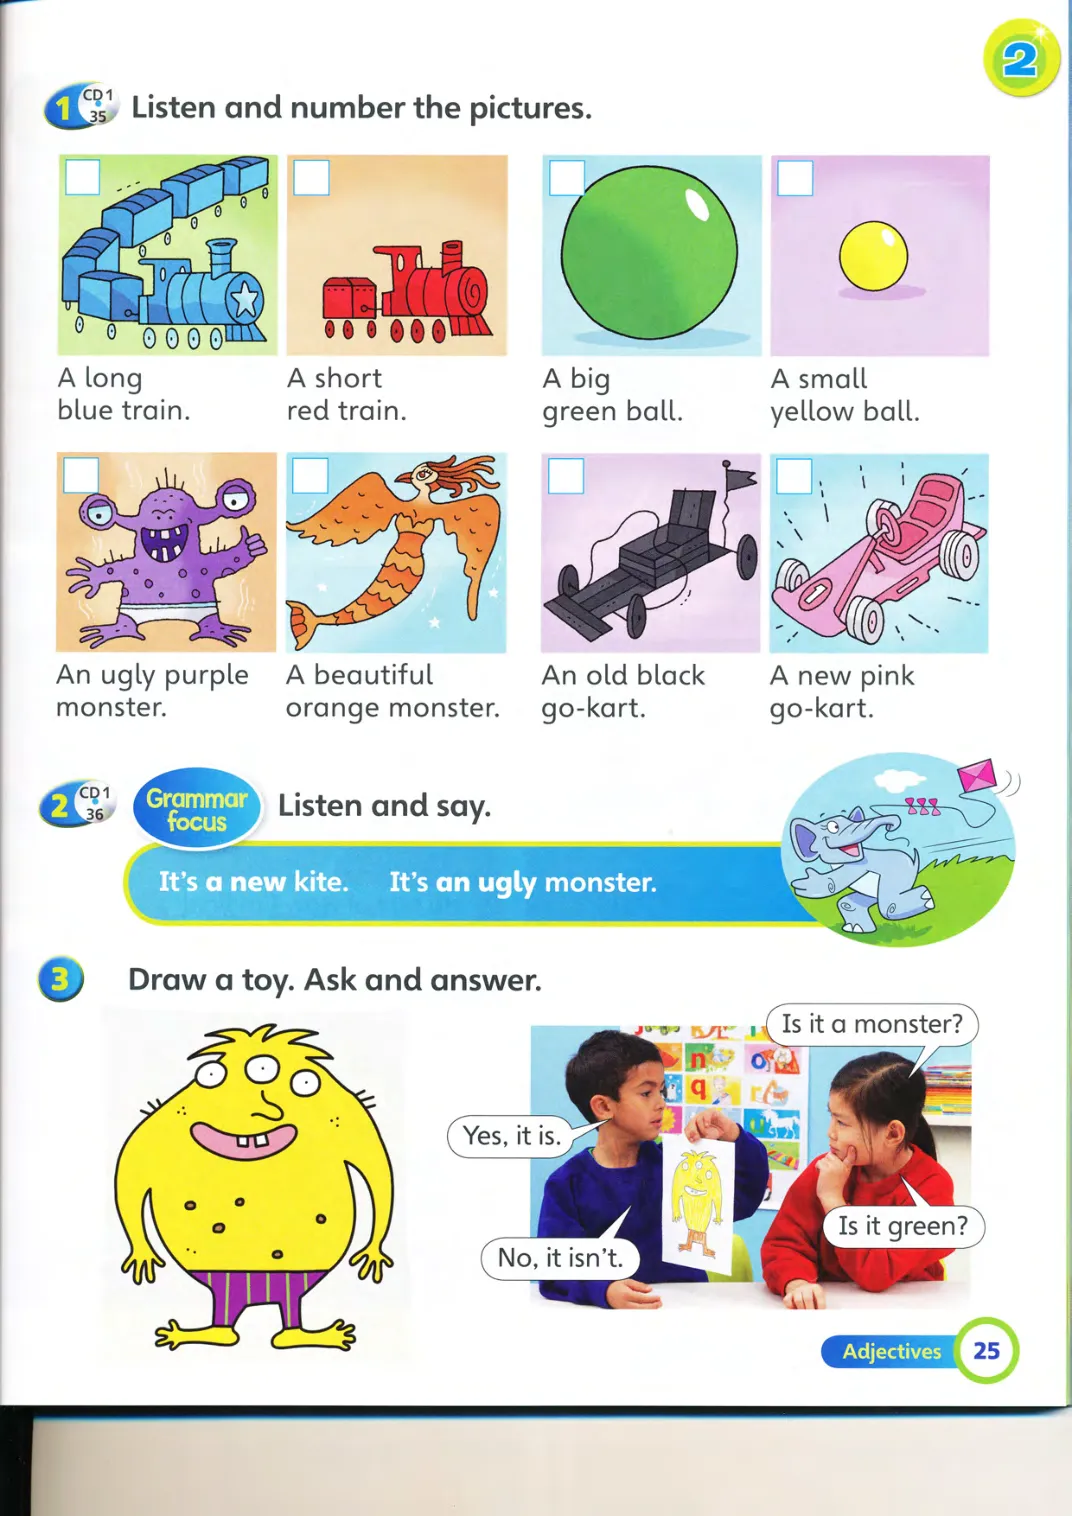 2
1 CD1 35 Listen and number the pictures.
A long
blue train.
A short
red train.
A big
green ball.
A small
yellow ball.
An ugly purple
monster.
A beautiful
orange monster.
An old black
go-kart.
1
A new pink
go-kart.
2 CD1 36 Grammar focus Listen and say.
It's a new kite. It's an ugly monster.
3 Draw a toy. Ask and answer.
Is it a monster?
Yes, it is.
Is it green?
No, it isn't.
n
q
Adjectives 25